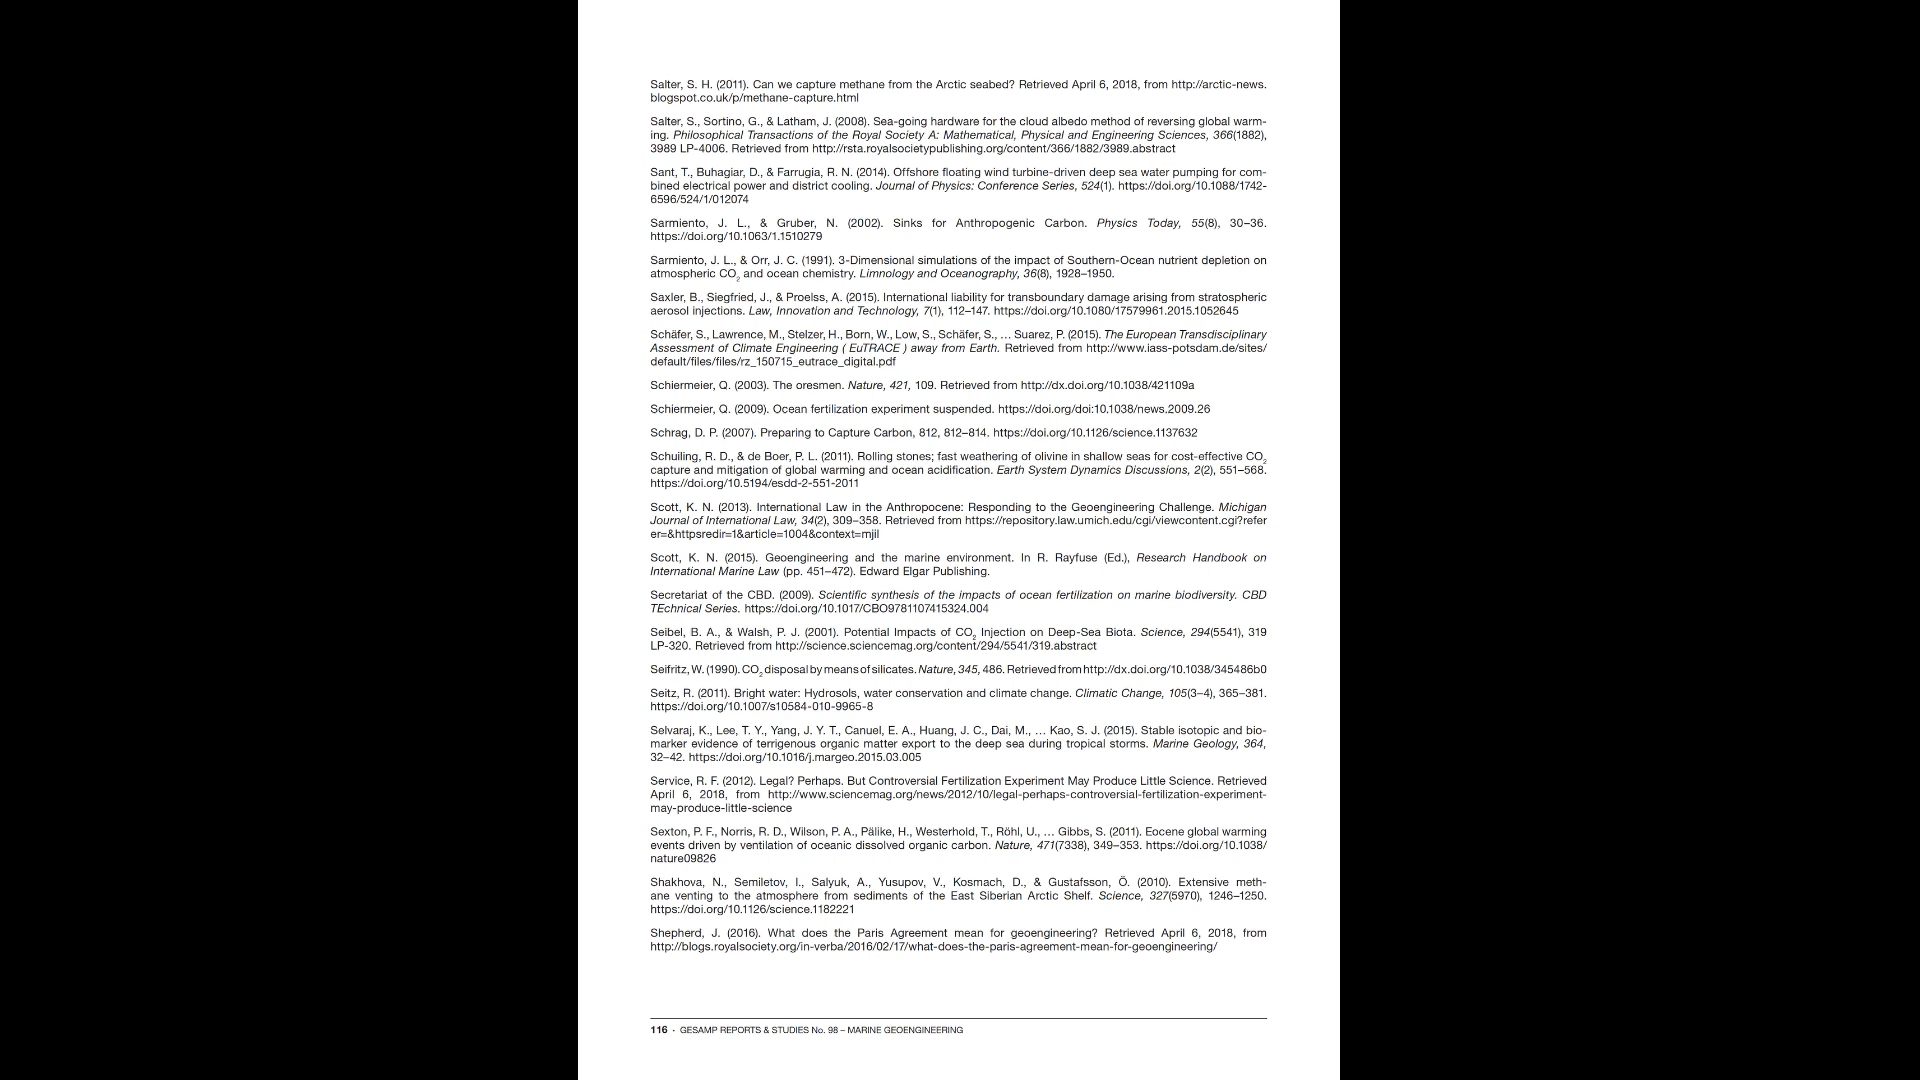 Salter, S. H. (2011). Can we capture methane from the Arctic seabed? Retrieved April 6, 2018, from http://arctic-news.
blogspot.co.uk/p/methane-capture.html
Salter, S., Sortino, G., & Latham, J. (2008). Sea-going hardware for the cloud albedo method of reversing global warm-
ing. Philosophical Transactions of the Royal Society A: Mathematical, Physical and Engineering Sciences, 366(1882),
3989 LP-4006. Retrieved from http://rsta.royalsocietypublishing.org/content/366/1882/3989.abstract
Sant, T., Buhagiar, D., & Farrugia, R. N. (2014). Offshore floating wind turbine-driven deep sea water pumping for com-
bined electrical power and district cooling. Journal of Physics: Conference Series, 524(1). https://doi.org/10.1088/1742-
6596/524/1/012074
Sarmiento, J. L., & Gruber, N. (2002). Sinks for Anthropogenic Carbon. Physics Today, 55(8), 30–36.
https://doi.org/10.1063/1.1510279
Sarmiento, J. L., & Orr, J. C. (1991). 3-Dimensional simulations of the impact of Southern-Ocean nutrient depletion on
atmospheric CO2 and ocean chemistry. Limnology and Oceanography, 36(8), 1928–1950.
Saxler, B., Siegfried, J., & Proelss, A. (2015). International liability for transboundary damage arising from stratospheric
aerosol injections. Law, Innovation and Technology, 7(1), 112–147. https://doi.org/10.1080/17579961.2015.1052645
Schäfer, S., Lawrence, M., Stelzer, H., Born, W., Low, S., Schäfer, S., … Suarez, P. (2015). The European Transdisciplinary
Assessment of Climate Engineering ( EuTRACE ) away from Earth. Retrieved from http://www.iass-potsdam.de/sites/
default/files/files/rz_150715_eutrace_digital.pdf
Schiermeier, Q. (2003). The oresmen. Nature, 421, 109. Retrieved from http://dx.doi.org/10.1038/421109a
Schiermeier, Q. (2009). Ocean fertilization experiment suspended. https://doi.org/doi:10.1038/news.2009.26
Schrag, D. P. (2007). Preparing to Capture Carbon, 812, 812–814. https://doi.org/10.1126/science.1137632
Schuiling, R. D., & de Boer, P. L. (2011). Rolling stones; fast weathering of olivine in shallow seas for cost-effective CO2
capture and mitigation of global warming and ocean acidification. Earth System Dynamics Discussions, 2(2), 551–568.
https://doi.org/10.5194/esdd-2-551-2011
Scott, K. N. (2013). International Law in the Anthropocene: Responding to the Geoengineering Challenge. Michigan
Journal of International Law, 34(2), 309–358. Retrieved from https://repository.law.umich.edu/cgi/viewcontent.cgi?refer
er=&httpsredir=1&article=1004&context=mjil
Scott, K. N. (2015). Geoengineering and the marine environment. In R. Rayfuse (Ed.), Research Handbook on
International Marine Law (pp. 451–472). Edward Elgar Publishing.
Secretariat of the CBD. (2009). Scientific synthesis of the impacts of ocean fertilization on marine biodiversity. CBD
TEchnical Series. https://doi.org/10.1017/CBO9781107415324.004
Seibel, B. A., & Walsh, P. J. (2001). Potential Impacts of CO2 Injection on Deep-Sea Biota. Science, 294(5541), 319
LP-320. Retrieved from http://science.sciencemag.org/content/294/5541/319.abstract
Seifritz, W. (1990). CO2 disposal by means of silicates. Nature, 345, 486. Retrieved from http://dx.doi.org/10.1038/345486b0
Seitz, R. (2011). Bright water: Hydrosols, water conservation and climate change. Climatic Change, 105(3–4), 365–381.
https://doi.org/10.1007/s10584-010-9965-8
Selvaraj, K., Lee, T. Y., Yang, J. Y. T., Canuel, E. A., Huang, J. C., Dai, M., … Kao, S. J. (2015). Stable isotopic and bio-
marker evidence of terrigenous organic matter export to the deep sea during tropical storms. Marine Geology, 364,
32–42. https://doi.org/10.1016/j.margeo.2015.03.005
Service, R. F. (2012). Legal? Perhaps. But Controversial Fertilization Experiment May Produce Little Science. Retrieved
April 6, 2018, from http://www.sciencemag.org/news/2012/10/legal-perhaps-controversial-fertilization-experiment-
may-produce-little-science
Sexton, P. F., Norris, R. D., Wilson, P. A., Pälike, H., Westerhold, T., Röhl, U., … Gibbs, S. (2011). Eocene global warming
events driven by ventilation of oceanic dissolved organic carbon. Nature, 471(7338), 349–353. https://doi.org/10.1038/
nature09826
Shakhova, N., Semiletov, I., Salyuk, A., Yusupov, V., Kosmach, D., & Gustafsson, Ö. (2010). Extensive meth-
ane venting to the atmosphere from sediments of the East Siberian Arctic Shelf. Science, 327(5970), 1246–1250.
https://doi.org/10.1126/science.1182221
Shepherd, J. (2016). What does the Paris Agreement mean for geoengineering? Retrieved April 6, 2018, from
http://blogs.royalsociety.org/in-verba/2016/02/17/what-does-the-paris-agreement-mean-for-geoengineering/
116 · GESAMP REPORTS & STUDIES No. 98 – MARINE GEOENGINEERING